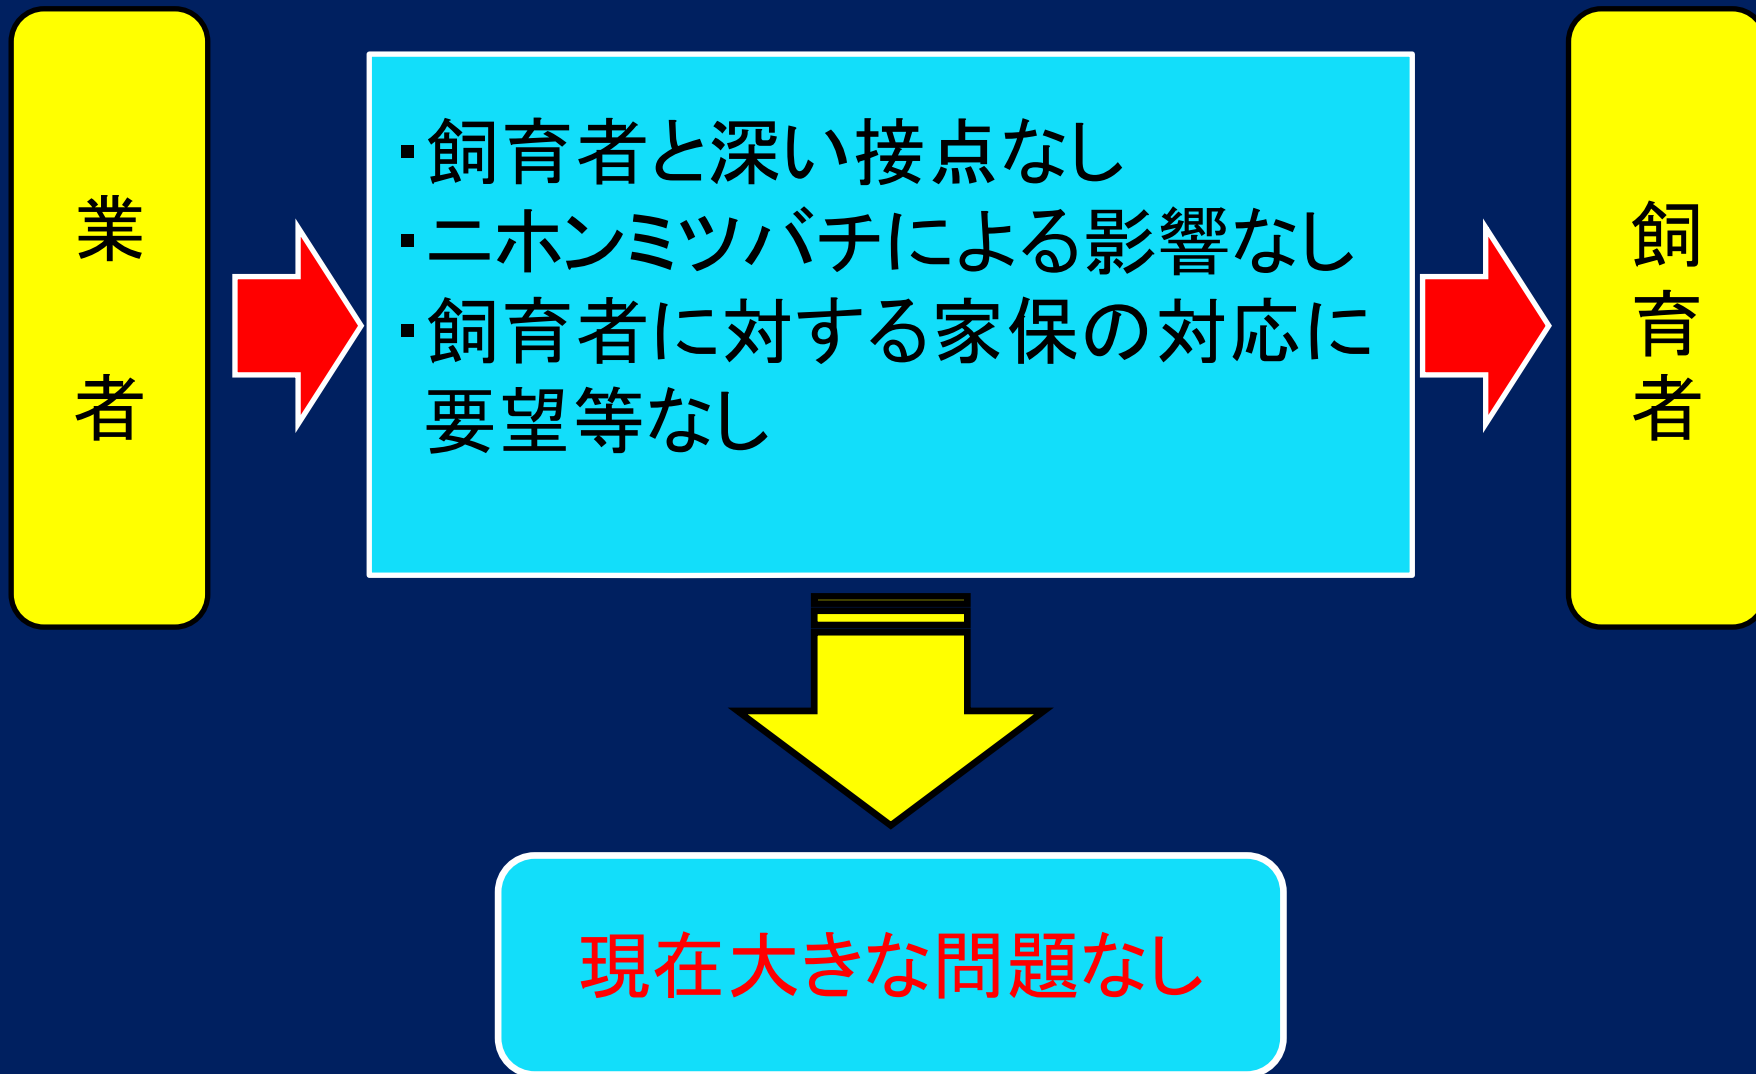 業者
・飼育者と深い接点なし
・ニホンミツバチによる影響なし
・飼育者に対する家保の対応に
要望等なし
飼育者
現在大きな問題なし